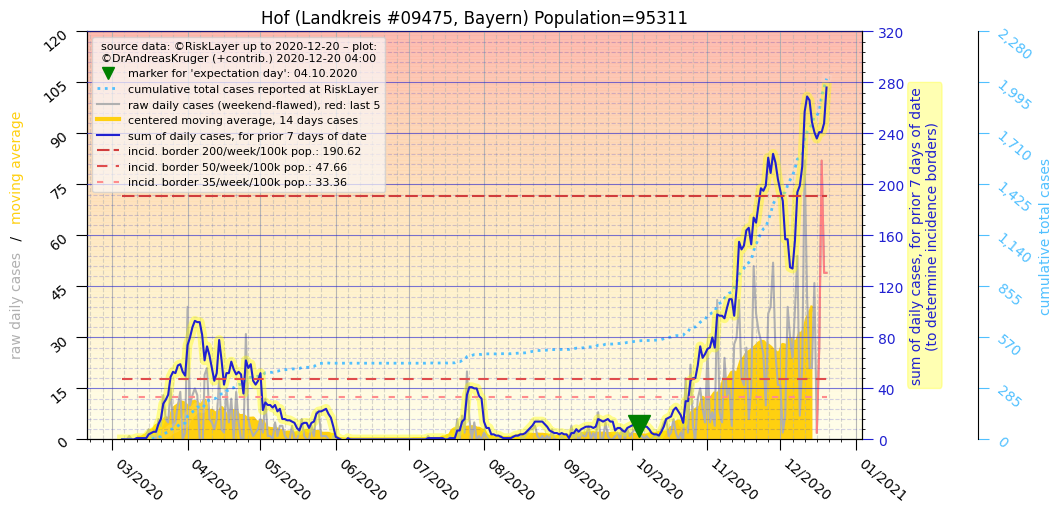 Hof (Landkreis #09475, Bayern) Population=95311
source data: ©RiskLayer up to 2020-12-20 – plot:
©DrAndreasKruger (+contrib.) 2020-12-20 04:00
marker for 'expectation day': 04.10.2020
cumulative total cases reported at RiskLayer
raw daily cases (weekend-flawed), red: last 5
centered moving average, 14 days cases
sum of daily cases, for prior 7 days of date
incid. border 200/week/100k pop.: 190.62
incid. border 50/week/100k pop.: 47.66
incid. border 35/week/100k pop.: 33.36
raw daily cases / moving average
120
105
90
75
60
45
30
15
0
03/2020
04/2020
05/2020
06/2020
07/2020
08/2020
09/2020
10/2020
11/2020
12/2020
01/2021
320
280
240
200
160
120
80
40
0
sum of daily cases, for prior 7 days of date
(to determine incidence borders)
2,280
1,995
1,710
1,425
1,140
855
570
285
0
cumulative total cases